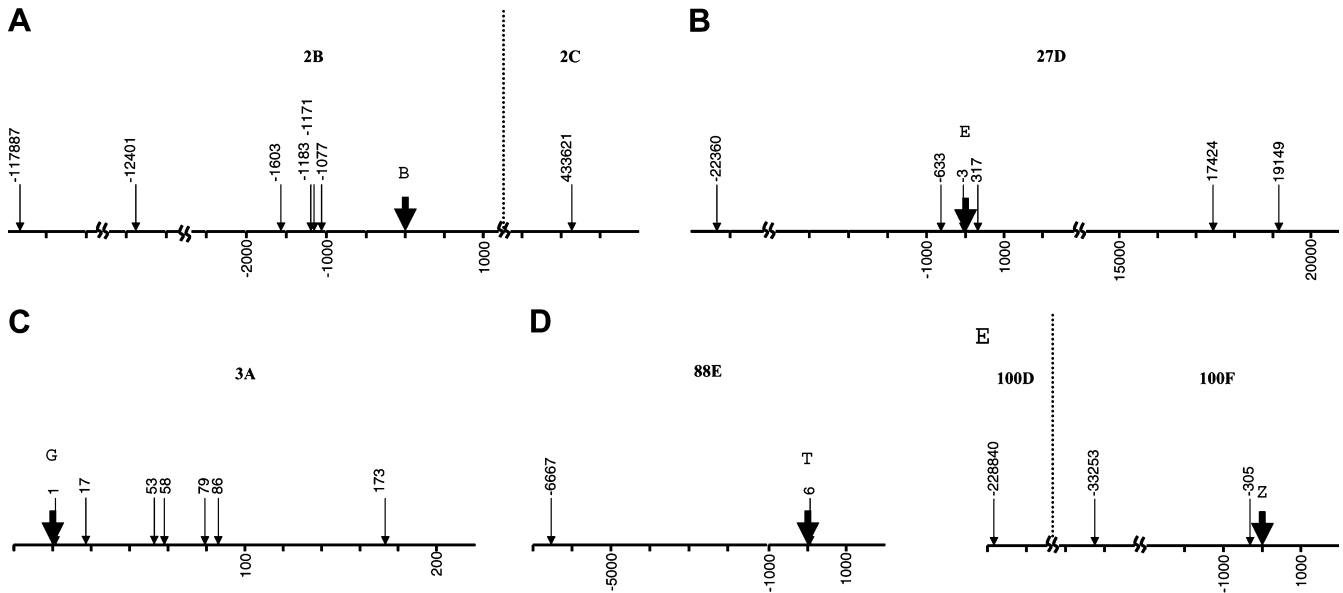 A
2B
2C
-117887
-12401
-1603
-1183
-1171
-1077
B
433621
-2000
-1000
1000
B
27D
E
-22360
-633
-3
317
17424
19149
-1000
1000
15000
20000
C
3A
G
1
17
53
58
79
86
173
100
200
D
88E
T
-6667
6
-5000
-1000
1000
E
100D
100F
-228840
-33253
-305
Z
-1000
1000